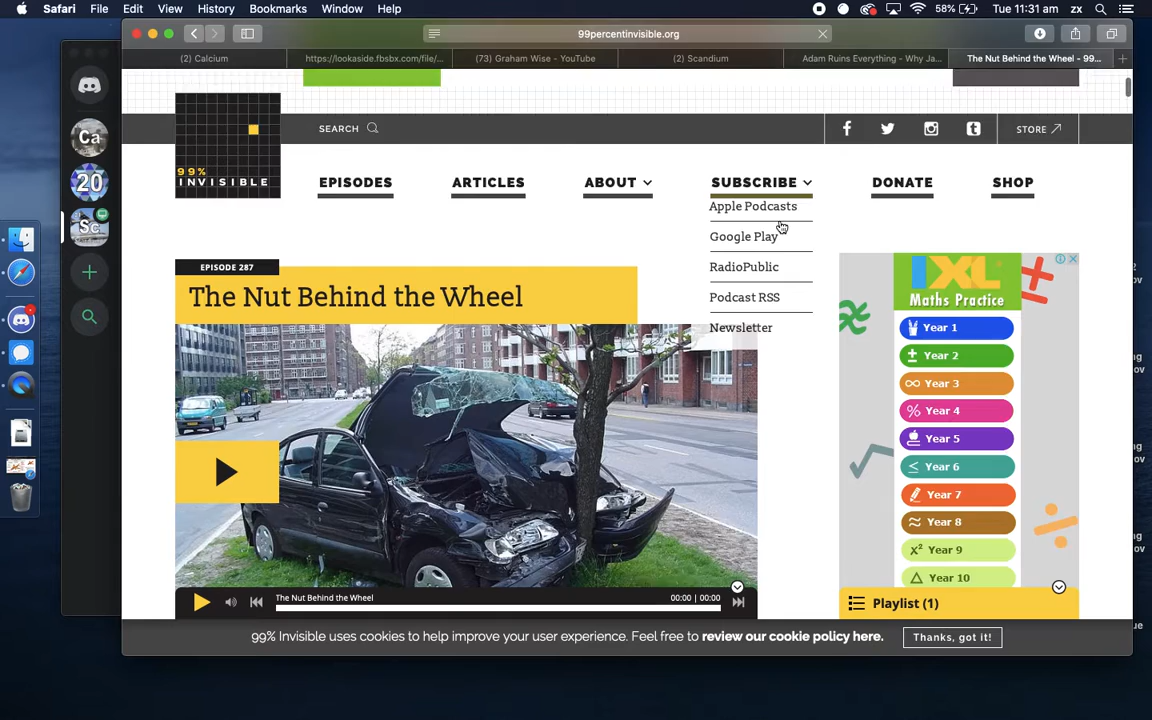 Safari File Edit View History Bookmarks Window Help 58% Tue 11:31 am zx
99percentinvisible.org
(2) Calcium https://lookaside.fbsbx.com/file/... (73) Graham Wise - YouTube (2) Scandium Adam Ruins Everything - Why Ja... The Nut Behind the Wheel - 99...
SEARCH STORE
99%
INVISIBLE
EPISODES ARTICLES ABOUT SUBSCRIBE DONATE SHOP
Apple Podcasts
Google Play
RadioPublic
Podcast RSS
Newsletter
EPISODE 287
The Nut Behind the Wheel
The Nut Behind the Wheel 00:00 | 00:00
IXL
Maths Practice
Year 1
Year 2
Year 3
Year 4
Year 5
Year 6
Year 7
Year 8
Year 9
Year 10
Playlist (1)
99% Invisible uses cookies to help improve your user experience. Feel free to review our cookie policy here. Thanks, got it!
Ca
20
Sc